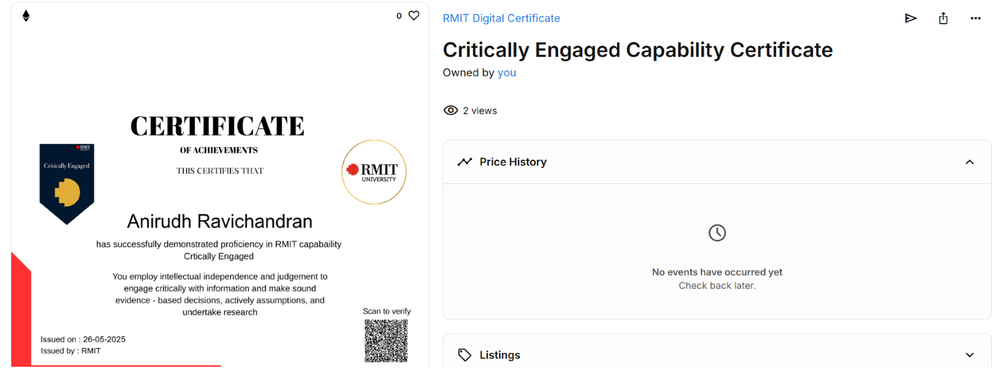 0
CERTIFICATE
OF ACHIEVEMENTS
THIS CERTIFIES THAT
RMIT
UNIVERSITY
Critically Engaged
RMIT
UNIVERSITY
Anirudh Ravichandran
has successfully demonstrated proficiency in RMIT capabaility
Crtically Engaged
You employ intellectual independence and judgement to
engage critically with information and make sound
evidence - based decisions, actively assumptions, and
undertake research
Scan to verify
Issued on : 26-05-2025
Issued by : RMIT
RMIT Digital Certificate
Critically Engaged Capability Certificate
Owned by you
2 views
Price History
No events have occurred yet
Check back later.
Listings